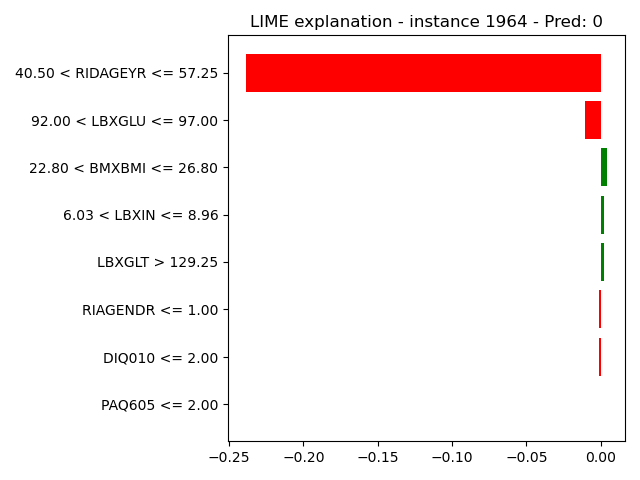 LIME explanation - instance 1964 - Pred: 0
40.50 < RIDAGEYR <= 57.25
92.00 < LBXGLU <= 97.00
22.80 < BMXBMI <= 26.80
6.03 < LBXIN <= 8.96
LBXGLT > 129.25
RIAGENDR <= 1.00
DIQ010 <= 2.00
PAQ605 <= 2.00
−0.25 −0.20 −0.15 −0.10 −0.05 0.00